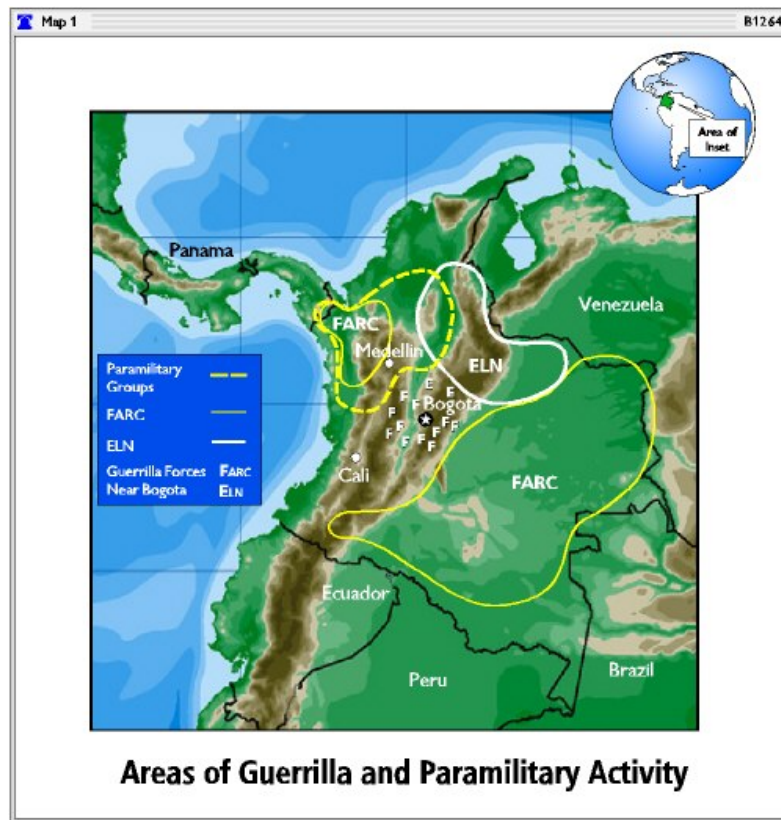 Map 1
B1264
Area of
Inset
Panama
Venezuela
FARC
Medellin
ELN
Paramilitary
Groups
FARC
ELN
Guerrilla Forces FARC
Near Bogota ELN
E
F
E
F
Bogota
F
F
F
F
F
F
F
F
F
Cali
FARC
Ecuador
Peru
Brazil
Areas of Guerrilla and Paramilitary Activity